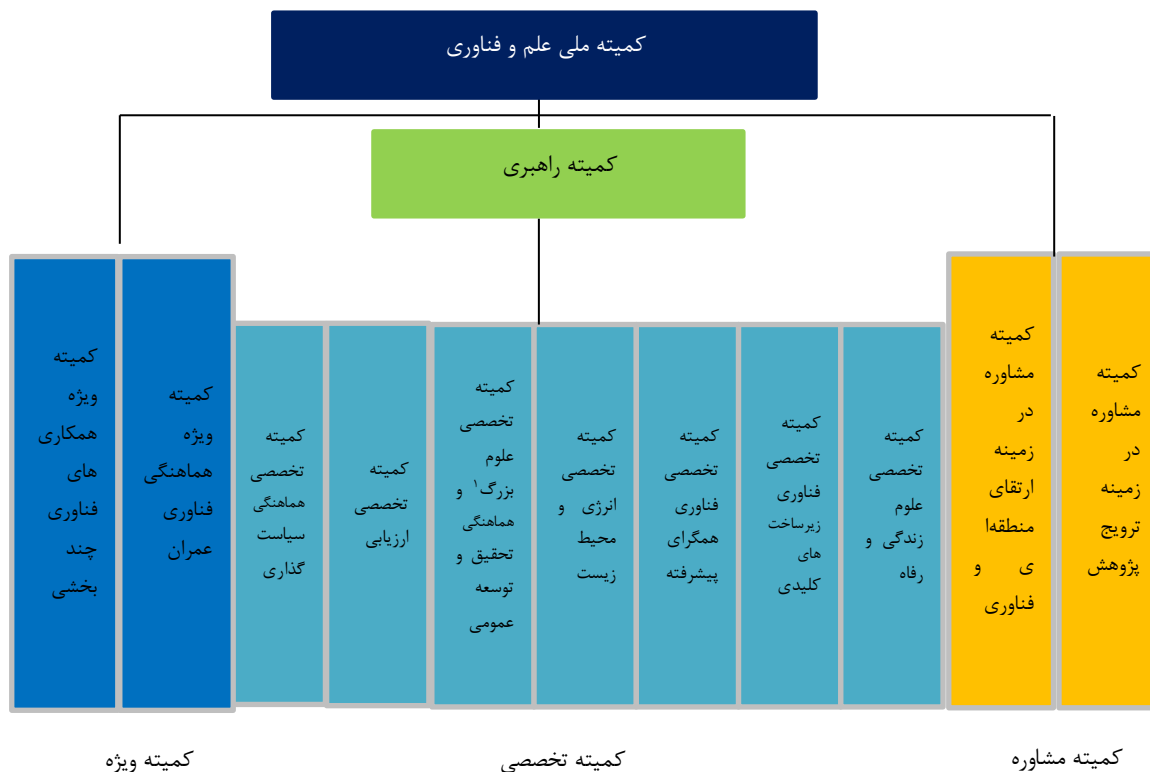 کمیته ملی علم و فناوری
کمیته راهبری
کمیته
مشاوره
در
زمینه
ترویج
پژوهش
کمیته
مشاوره
در
زمینه
ارتقای
منطقه‌ا
ی و
فناوری
کمیته
تخصصی
علوم
زندگی و
رفاه
کمیته
تخصصی
فناوری
زیرساخت
های
کلیدی
کمیته
تخصصی
فناوری
همگرای
پیشرفته
کمیته
تخصصی
انرژی و
محیط
زیست
کمیته
تخصصی
علوم
بزرگ¹ و
هماهنگی
تحقیق و
توسعه
عمومی
کمیته
تخصصی
ارزیابی
کمیته
تخصصی
هماهنگی
سیاست
گذاری
کمیته
ویژه
هماهنگی
فناوری
عمران
کمیته
ویژه
همکاری
های
فناوری
چند
بخشی
کمیته مشاوره
کمیته تخصصی
کمیته ویژه